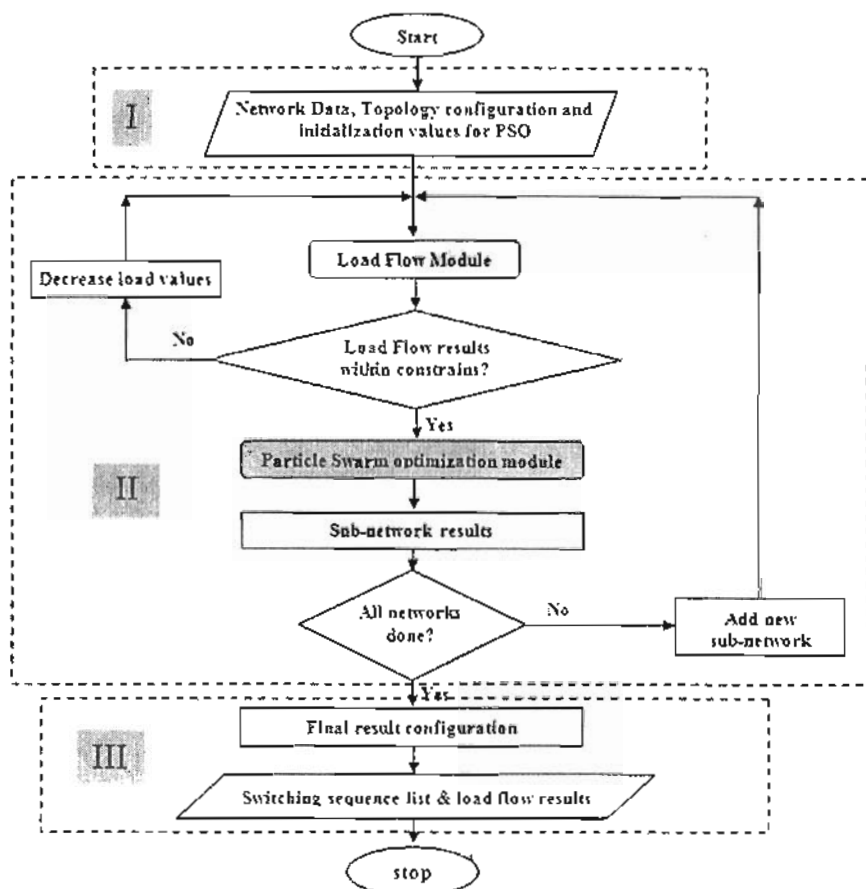 Start
I
Network Data, Topology configuration and
initialization values for PSO
Load Flow Module
Decrease load values
No
Load Flow results
within constrains?
Yes
Particle Swarm optimization module
II
Sub-network results
All networks
done?
No
Add new
sub-network
Yes
Final result configuration
III
Switching sequence list & load flow results
stop